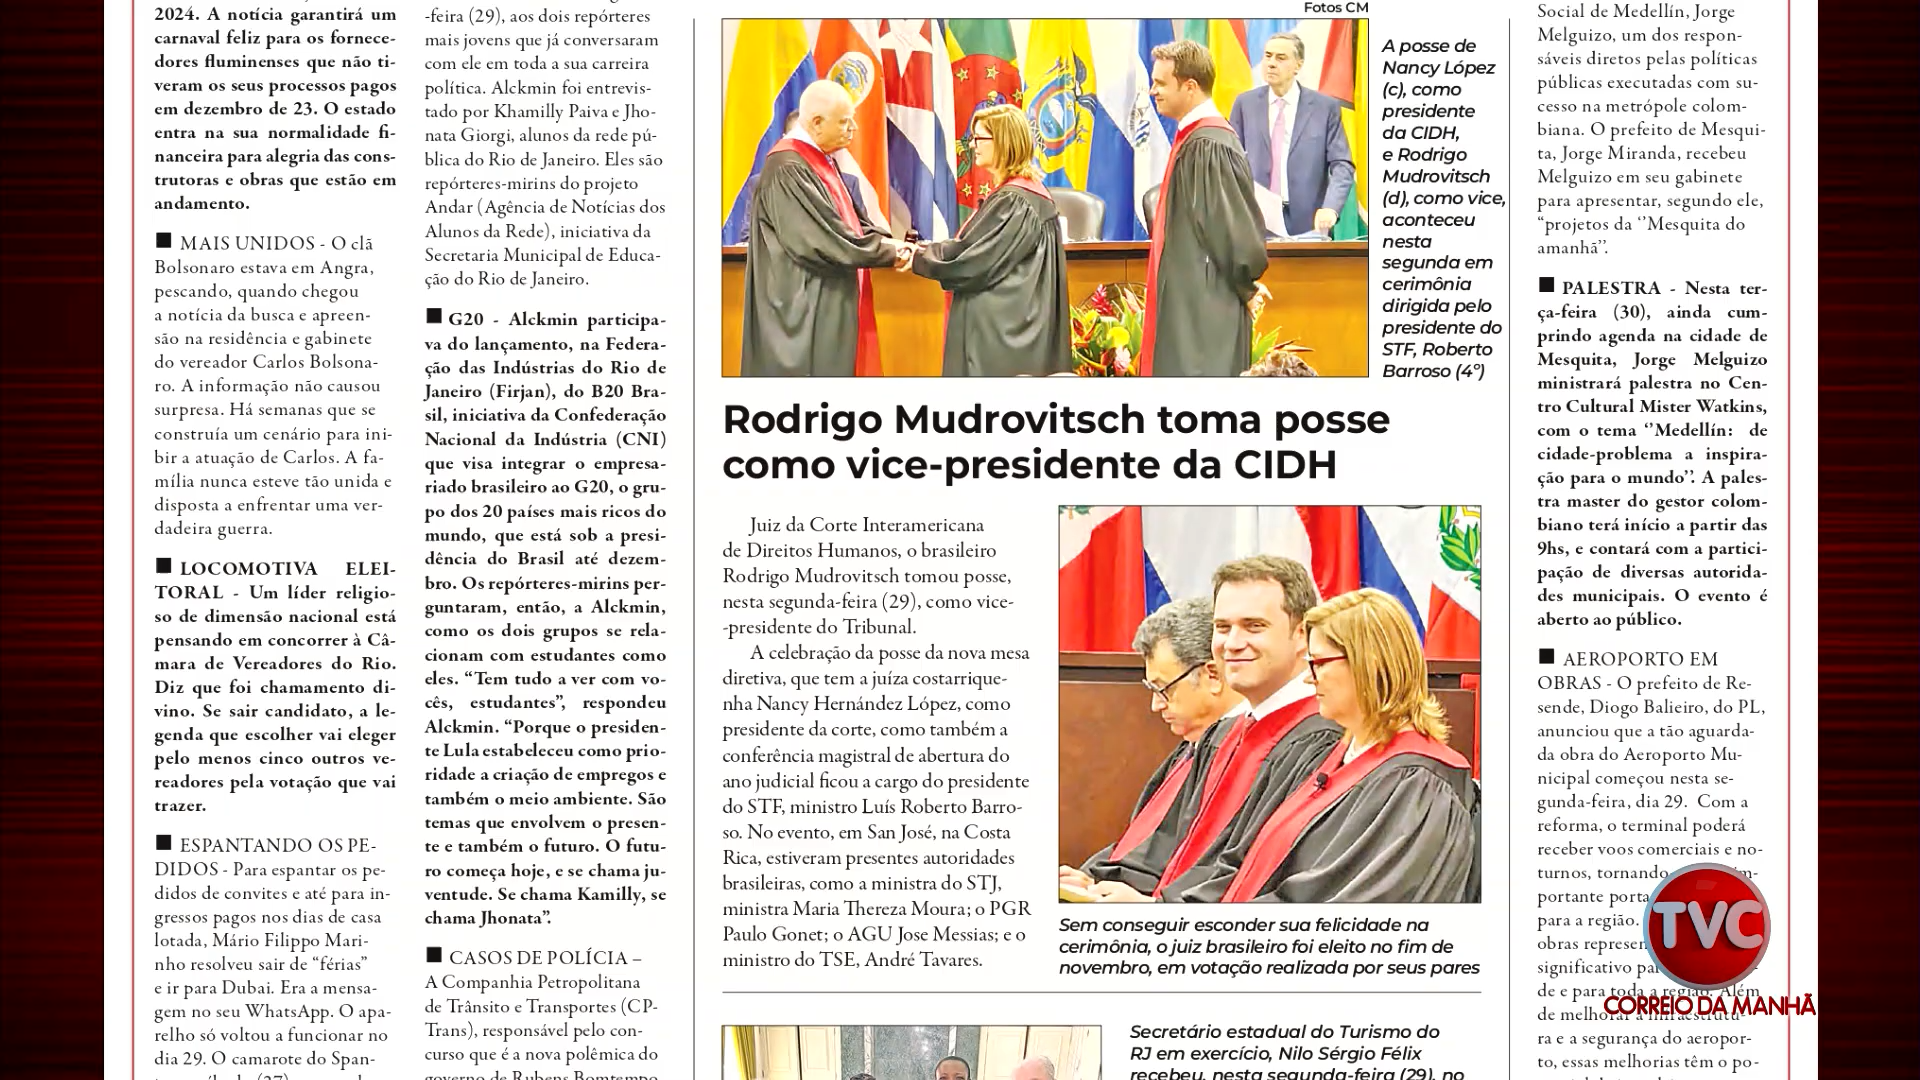 2024. A notícia garantirá um
carnaval feliz para os fornece-
dores fluminenses que não ti-
veram os seus processos pagos
em dezembro de 23. O estado
entra na sua normalidade fi-
nanceira para alegria das cons-
trutoras e obras que estão em
andamento.
MAIS UNIDOS - O clã
Bolsonaro estava em Angra,
pescando, quando chegou
a notícia da busca e apreen-
são na residência e gabinete
do vereador Carlos Bolsona-
ro. A informação não causou
surpresa. Há semanas que se
construía um cenário para ini-
bir a atuação de Carlos. A fa-
mília nunca esteve tão unida e
disposta a enfrentar uma ver-
dadeira guerra.
LOCOMOTIVA ELEI-
TORAL - Um líder religio-
so de dimensão nacional está
pensando em concorrer à Câ-
mara de Vereadores do Rio.
Diz que foi chamamento di-
vino. Se sair candidato, a le-
genda que escolher vai eleger
pelo menos cinco outros ve-
readores pela votação que vai
trazer.
ESPANTANDO OS PE-
DIDOS - Para espantar os pe-
didos de convites e até para in-
gressos pagos nos dias de casa
lotada, Mário Filippo Mari-
nho resolveu sair de “férias”
e ir para Dubai. Era a mensa-
gem no seu WhatsApp. O apa-
relho só voltou a funcionar no
dia 29. O camarote do Span-
-feira (29), aos dois repórteres
mais jovens que já conversaram
com ele em toda a sua carreira
política. Alckmin foi entrevis-
tado por Khamilly Paiva e Jho-
nata Giorgi, alunos da rede pú-
blica do Rio de Janeiro. Eles são
repórteres-mirins do projeto
Andar (Agência de Notícias dos
Alunos da Rede), iniciativa da
Secretaria Municipal de Educa-
ção do Rio de Janeiro.
G20 - Alckmin participa-
va do lançamento, na Federa-
ção das Indústrias do Rio de
Janeiro (Firjan), do B20 Bra-
sil, iniciativa da Confederação
Nacional da Indústria (CNI)
que visa integrar o empresa-
riado brasileiro ao G20, o gru-
po dos 20 países mais ricos do
mundo, que está sob a presi-
dência do Brasil até dezem-
bro. Os repórteres-mirins per-
guntaram, então, a Alckmin,
como os dois grupos se rela-
cionam com estudantes como
eles. “Tem tudo a ver com vo-
cês, estudantes”, respondeu
Alckmin. “Porque o presiden-
te Lula estabeleceu como prio-
ridade a criação de empregos e
também o meio ambiente. São
temas que envolvem o presen-
te e também o futuro. O futu-
ro começa hoje, e se chama ju-
ventude. Se chama Kamilly, se
chama Jhonata”.
CASOS DE POLÍCIA –
A Companhia Petropolitana
de Trânsito e Transportes (CP-
Trans), responsável pelo con-
curso que é a nova polêmica do
governo de Rubens Bomtempo
Fotos CM
A posse de
Nancy López
(c), como
presidente
da CIDH,
e Rodrigo
Mudrovitsch
(d), como vice,
aconteceu
nesta
segunda em
cerimônia
dirigida pelo
presidente do
STF, Roberto
Barroso (4º)
Rodrigo Mudrovitsch toma posse
como vice-presidente da CIDH
Juiz da Corte Interamericana
de Direitos Humanos, o brasileiro
Rodrigo Mudrovitsch tomou posse,
nesta segunda-feira (29), como vice-
-presidente do Tribunal.
A celebração da posse da nova mesa
diretiva, que tem a juíza costarrique-
nha Nancy Hernández López, como
presidente da corte, como também a
conferência magistral de abertura do
ano judicial ficou a cargo do presidente
do STF, ministro Luís Roberto Barro-
so. No evento, em San José, na Costa
Rica, estiveram presentes autoridades
brasileiras, como a ministra do STJ,
ministra Maria Thereza Moura; o PGR
Paulo Gonet; o AGU Jose Messias; e o
ministro do TSE, André Tavares.
Sem conseguir esconder sua felicidade na
cerimônia, o juiz brasileiro foi eleito no fim de
novembro, em votação realizada por seus pares
Secretário estadual do Turismo do
RJ em exercício, Nilo Sérgio Félix
recebeu, nesta segunda-feira (29), no
Social de Medellín, Jorge
Melguizo, um dos respon-
sáveis diretos pelas políticas
públicas executadas com su-
cesso na metrópole colom-
biana. O prefeito de Mesqui-
ta, Jorge Miranda, recebeu
Melguizo em seu gabinete
para apresentar, segundo ele,
“projetos da ‘’Mesquita do
amanhã’’.
PALESTRA - Nesta ter-
ça-feira (30), ainda cum-
prindo agenda na cidade de
Mesquita, Jorge Melguizo
ministrará palestra no Cen-
tro Cultural Mister Watkins,
com o tema ‘’Medellín: de
cidade-problema a inspira-
ção para o mundo’’. A pales-
tra master do gestor colom-
biano terá início a partir das
9hs, e contará com a partici-
pação de diversas autorida-
des municipais. O evento é
aberto ao público.
AEROPORTO EM
OBRAS - O prefeito de Re-
sende, Diogo Balieiro, do PL,
anunciou que a tão aguarda-
da obra do Aeroporto Mu-
nicipal começou nesta se-
gunda-feira, dia 29. Com a
reforma, o terminal poderá
receber voos comerciais e no-
turnos, tornando
portante porta
para a região.
obras represen
significativo
de e para toda a região. Além
de melhorar a infraestrutu-
ra e a segurança do aeropor-
to, essas melhorias têm o po-
TVC
CORREIO DA MANHÃ